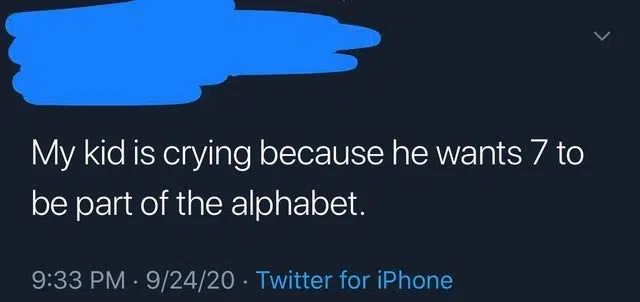 My kid is crying because he wants 7 to
be part of the alphabet.
9:33 PM · 9/24/20 · Twitter for iPhone